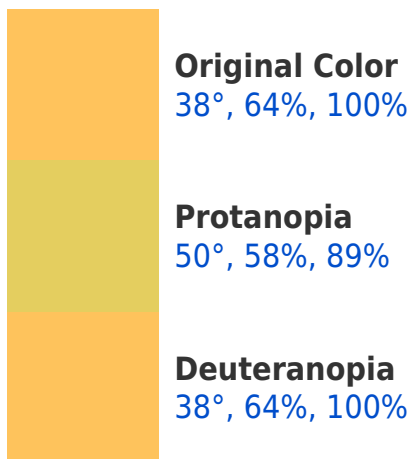 Original Color
38°, 64%, 100%
Protanopia
50°, 58%, 89%
Deuteranopia
38°, 64%, 100%